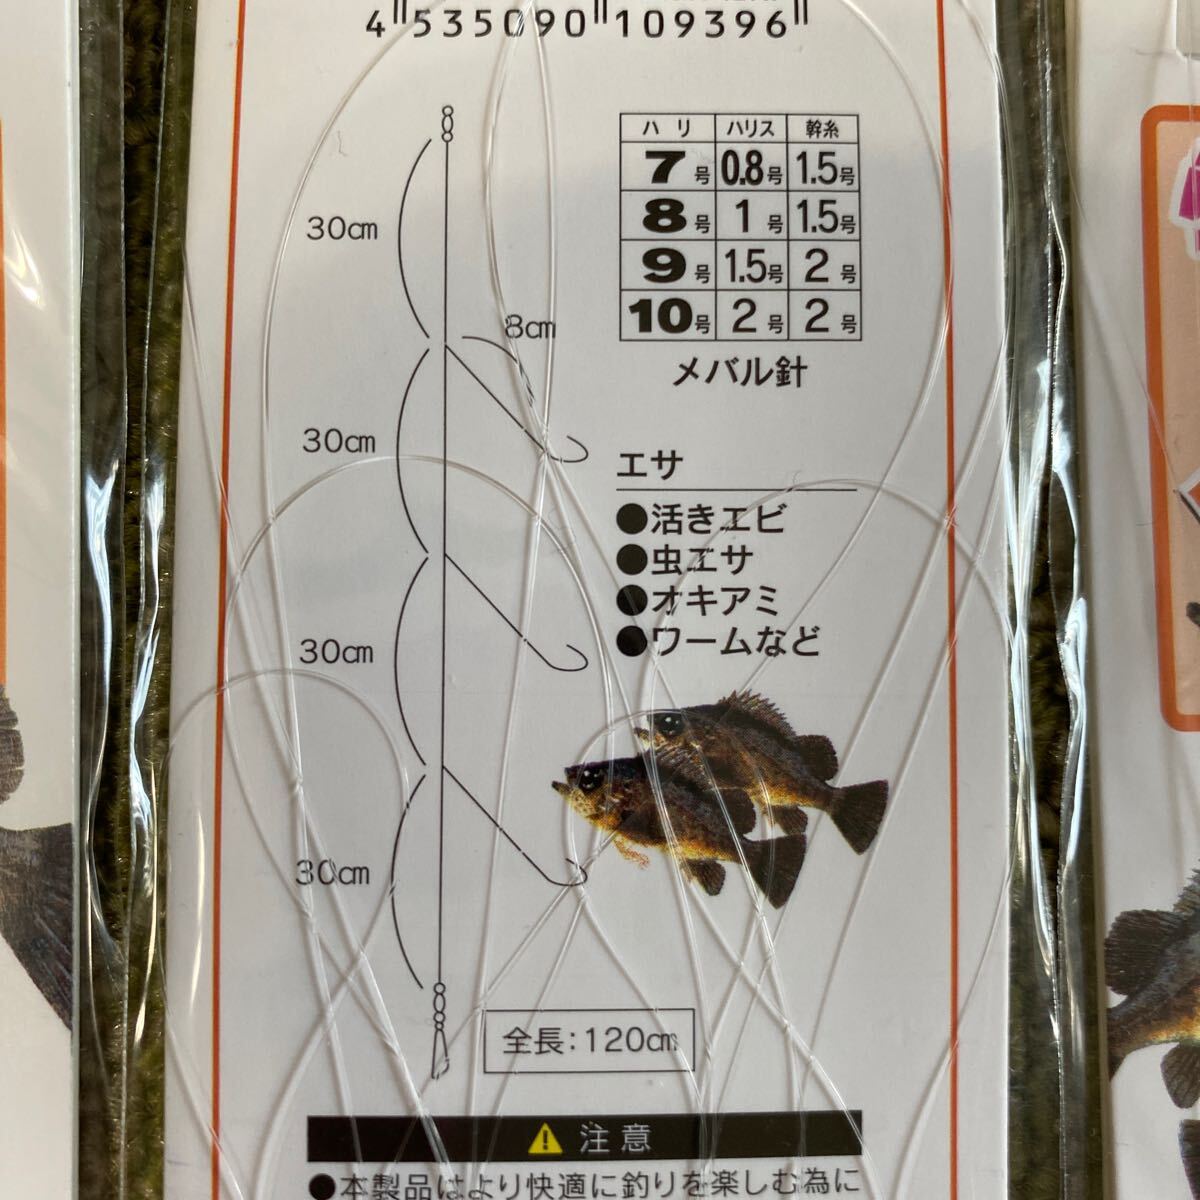 4 535090 109396
ハリ ハリス 幹糸
7号 0.8号 1.5号
8号 1号 1.5号
9号 1.5号 2号
10号 2号 2号
メバル針
30cm
8cm
30cm
30cm
30cm
エサ
●活きエビ
●虫エサ
●オキアミ
●ワームなど
全長：120cm
注意
●本製品はより快適に釣りを楽しむ為に